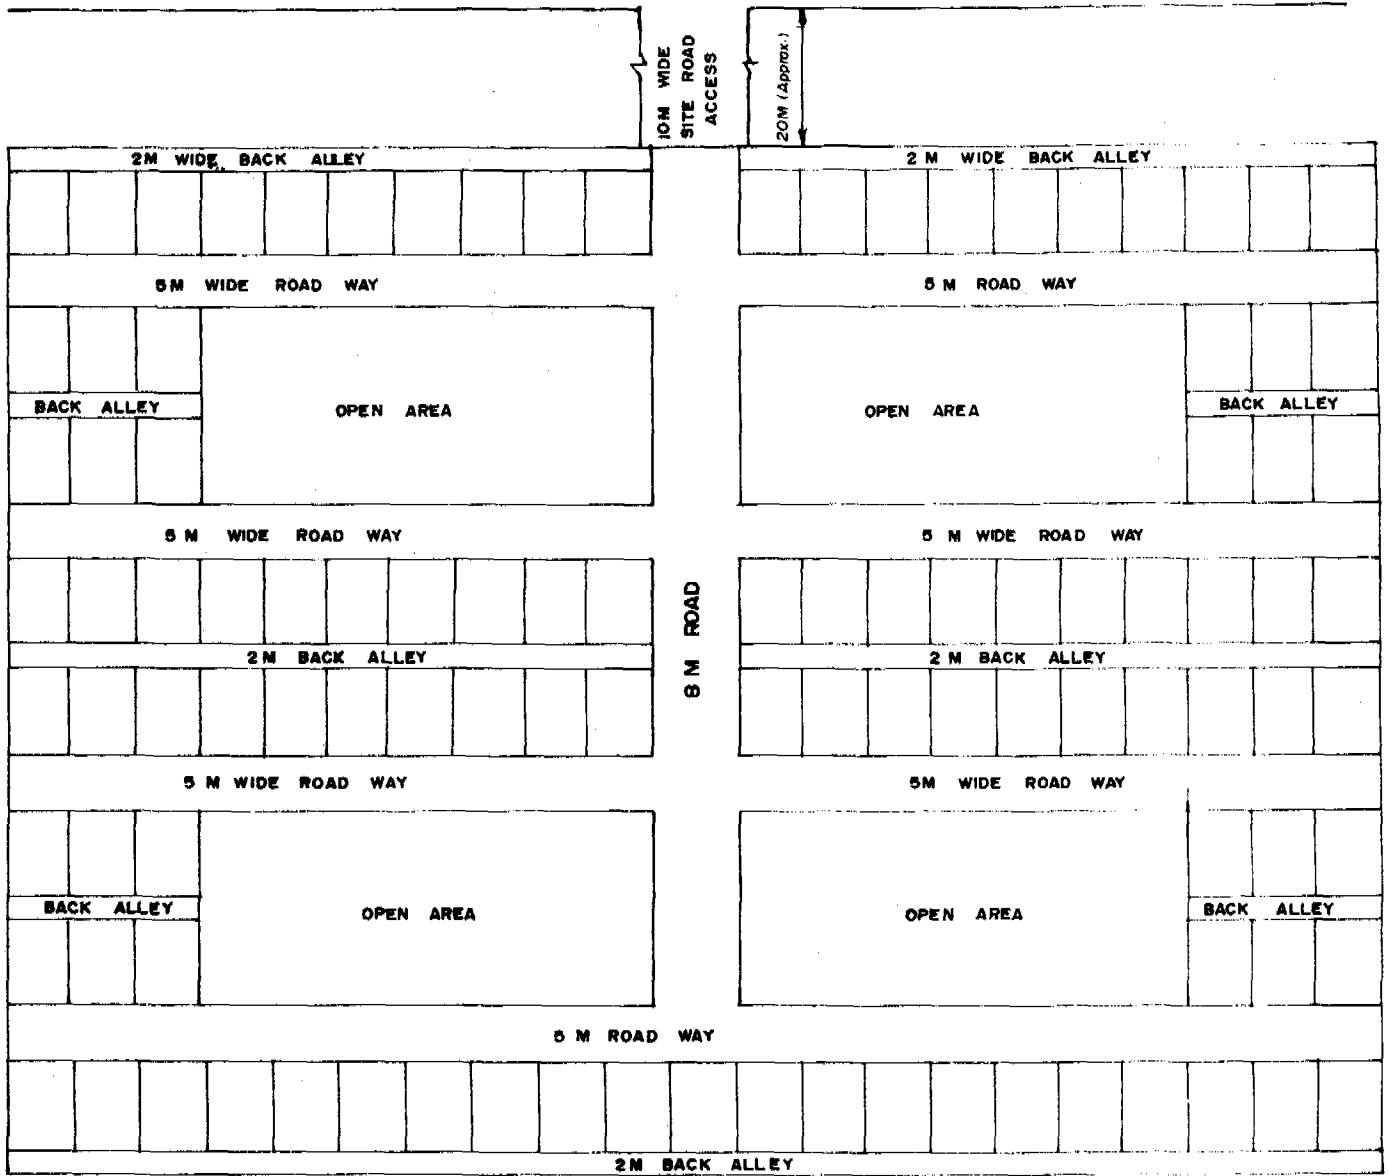 10M WIDE
SITE ROAD
ACCESS
20M (Approx.)
2M WIDE BACK ALLEY
2 M WIDE BACK ALLEY
5M WIDE ROAD WAY
5 M ROAD WAY
BACK ALLEY
OPEN AREA
OPEN AREA
BACK ALLEY
5 M WIDE ROAD WAY
5 M WIDE ROAD WAY
8 M ROAD
2M BACK ALLEY
2 M BACK ALLEY
5 M WIDE ROAD WAY
5M WIDE ROAD WAY
BACK ALLEY
OPEN AREA
OPEN AREA
BACK ALLEY
5 M ROAD WAY
2M BACK ALLEY